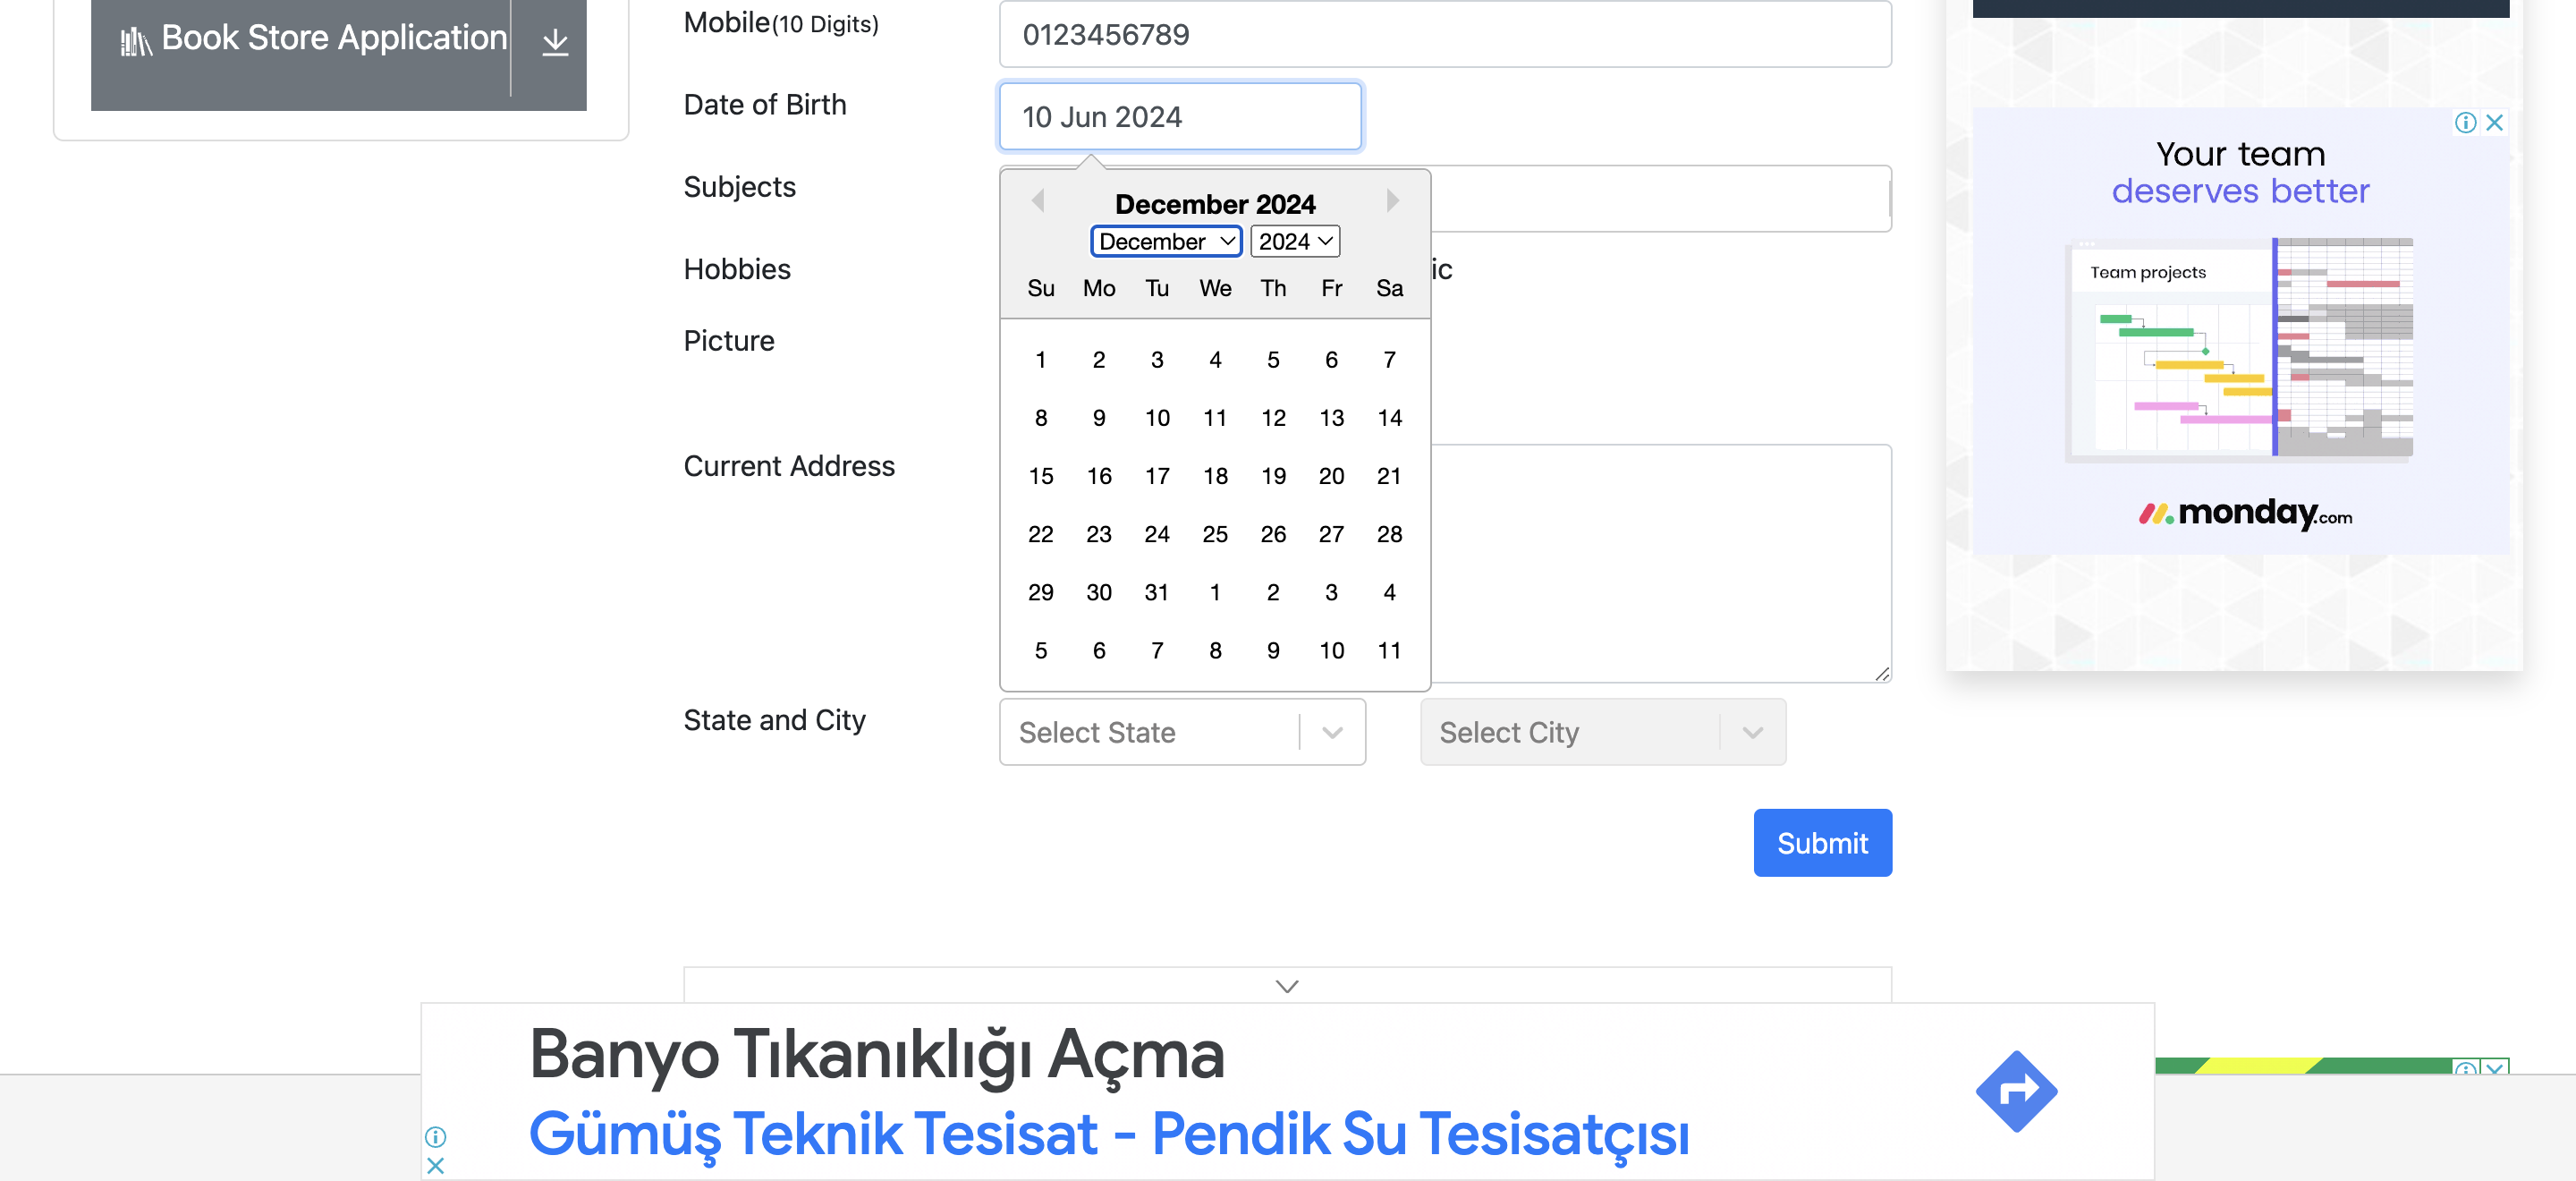 Book Store Application
Mobile(10 Digits)
0123456789
Date of Birth
10 Jun 2024
Subjects
December 2024
December
2024
Su Mo Tu We Th Fr Sa
1 2 3 4 5 6 7
8 9 10 11 12 13 14
15 16 17 18 19 20 21
22 23 24 25 26 27 28
29 30 31 1 2 3 4
5 6 7 8 9 10 11
Hobbies
ic
Picture
Current Address
State and City
Select State
Select City
Submit
Your team
deserves better
Team projects
monday.com
Banyo Tıkanıklığı Açma
Gümüş Teknik Tesisat - Pendik Su Tesisatçısı